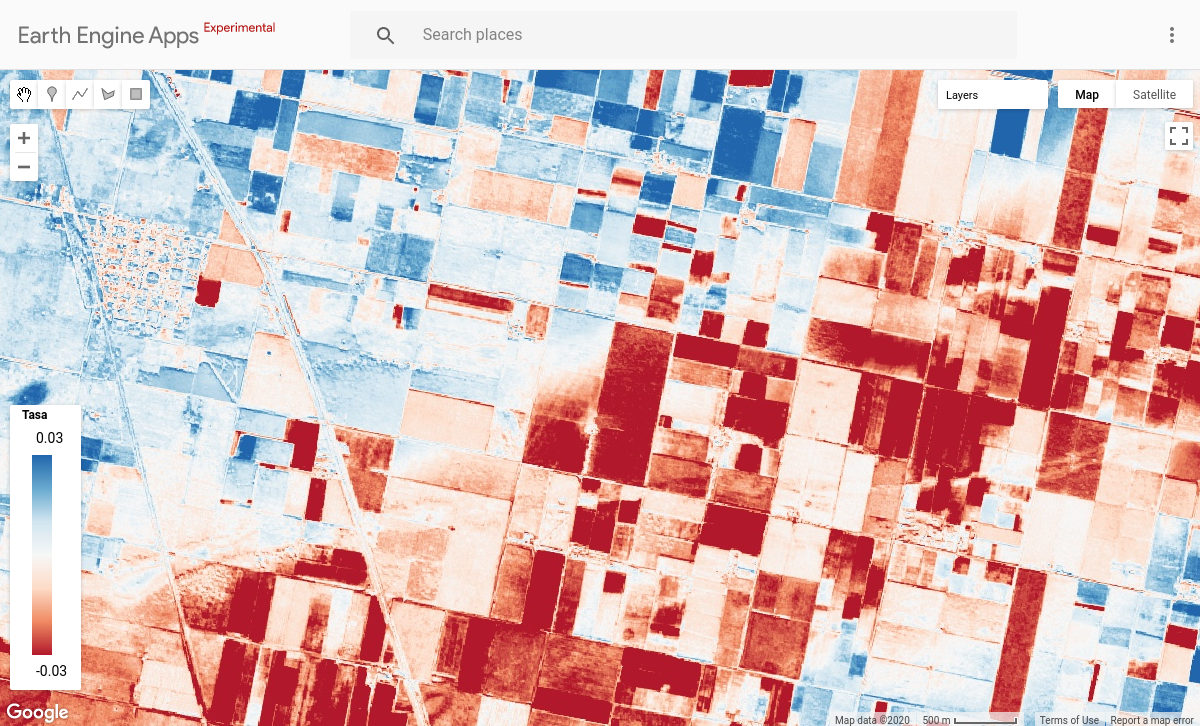 Earth Engine Apps Experimental
Search places
Layers
Map
Satellite
+
−
Tasa
0.03
-0.03
Google
Map data ©2020
500 m
Terms of Use
Report a map error